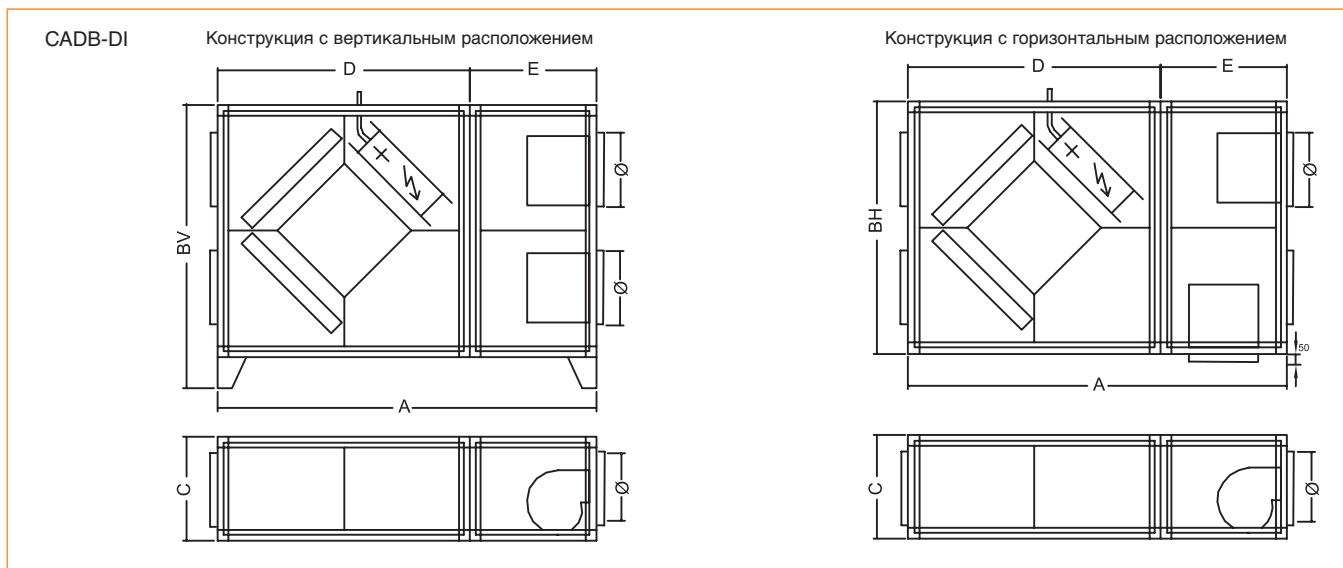 CADB-DI
Конструкция с вертикальным расположением
D
E
BV
Ø
Ø
A
C
Ø
Конструкция с горизонтальным расположением
D
E
BH
Ø
50
A
C
Ø